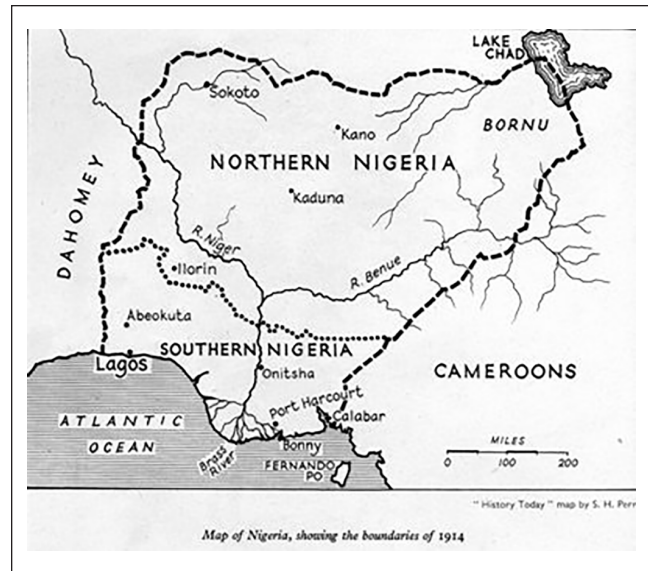 LAKE
CHAD
Sokoto
Kano
BORNU
NORTHERN NIGERIA
DAHOMEY
Kaduna
R. Niger
R. Benue
Ilorin
Abeokuta
SOUTHERN NIGERIA
Lagos
Onitsha
CAMEROONS
Port Harcourt
Calabar
ATLANTIC
OCEAN
Bonny
Brass
River
FERNANDO
PO
MILES
0 100 200
"History Today" map by S. H. Perr
Map of Nigeria, showing the boundaries of 1914